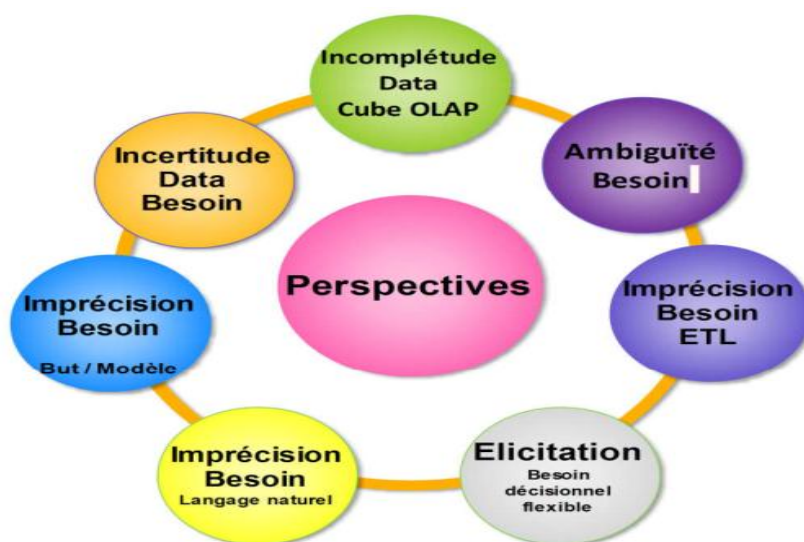 Incomplétude
Data
Cube OLAP
Ambiguïté
Besoin
Imprécision
Besoin
ETL
Elicitation
Besoin
décisionnel
flexible
Imprécision
Besoin
Langage naturel
Imprécision
Besoin
But / Modèle
Incertitude
Data
Besoin
Perspectives